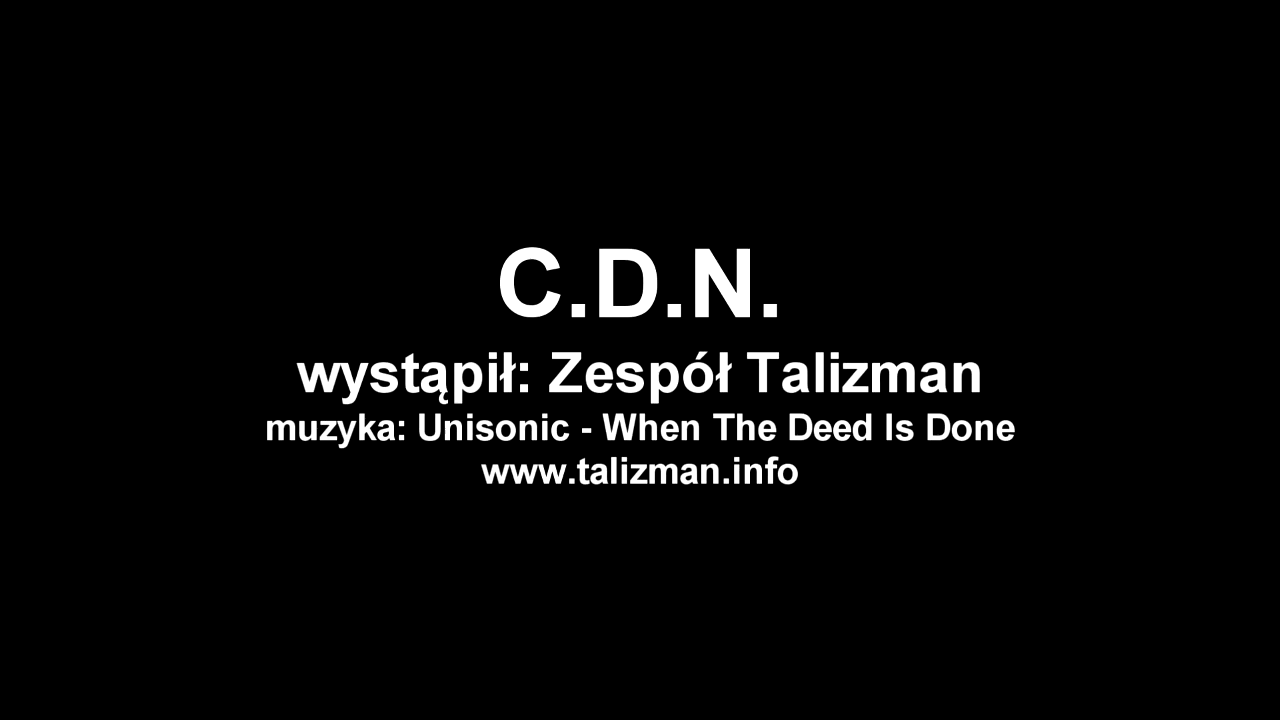 C.D.N.
wystąpił: Zespół Talizman
muzyka: Unisonic - When The Deed Is Done
www.talizman.info